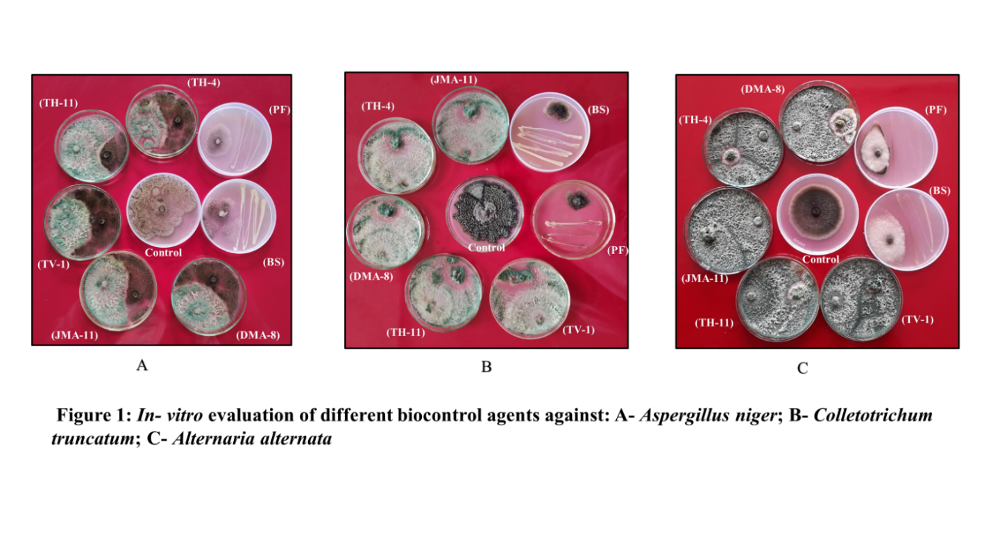 (TH-4)
(TH-11)
(PF)
Control
(TV-1)
(BS)
(JMA-11)
(DMA-8)
A
(JMA-11)
(TH-4)
(BS)
Control
(PF)
(DMA-8)
(TH-11)
(TV-1)
B
(DMA-8)
(PF)
(TH-4)
(BS)
Control
(JMA-11)
(TH-11)
(TV-1)
C
Figure 1: In- vitro evaluation of different biocontrol agents against: A- Aspergillus niger; B- Colletotrichum
truncatum; C- Alternaria alternata